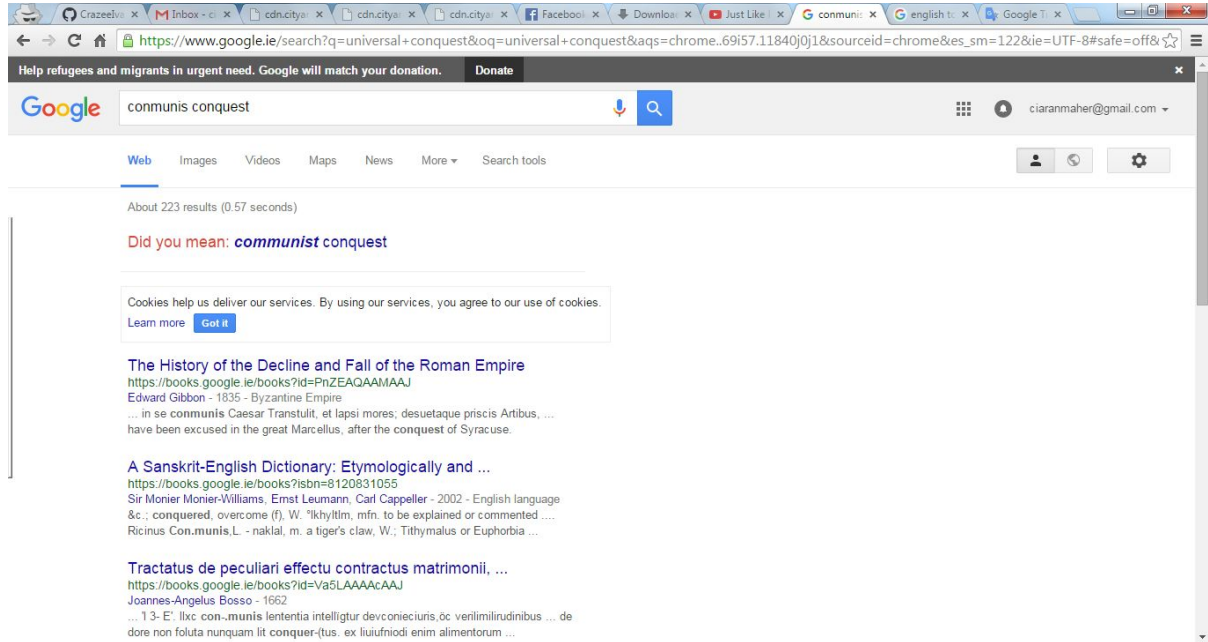 CrazeeIva
M Inbox - ci
cdn.cityar
cdn.cityar
cdn.cityar
Facebook
Downloa
Just Like
G conmunis
G english to
Google Tr
https://www.google.ie/search?q=universal+conquest&oq=universal+conquest&aqs=chrome..69i57.11840j0j1&sourceid=chrome&es_sm=122&ie=UTF-8#safe=off&
Help refugees and migrants in urgent need. Google will match your donation. Donate
Google conmunis conquest ciaranmaher@gmail.com
Web Images Videos Maps News More Search tools
About 223 results (0.57 seconds)
Did you mean: communist conquest
Cookies help us deliver our services. By using our services, you agree to our use of cookies.
Learn more Got it
The History of the Decline and Fall of the Roman Empire
https://books.google.ie/books?id=PnZEAQAAMAAJ
Edward Gibbon - 1835 - Byzantine Empire
... in se conmunis Caesar Transtulit, et lapsi mores; desuetaque priscis Artibus, ...
have been excused in the great Marcellus, after the conquest of Syracuse.
A Sanskrit-English Dictionary: Etymologically and ...
https://books.google.ie/books?isbn=8120831055
Sir Monier Monier-Williams, Ernst Leumann, Carl Cappeller - 2002 - English language
&c.; conquered, overcome (f), W. °lkhyltlm, mfn. to be explained or commented ....
Ricinus Con.munis,L. - naklal, m. a tiger's claw, W.; Tithymalus or Euphorbia ...
Tractatus de peculiari effectu contractus matrimonii, ...
https://books.google.ie/books?id=Va5LAAAAcAAJ
Joannes-Angelus Bosso - 1662
... 'l 3- E'. llxc con-.munis lententia intelligtur devconieciuris,öc verilimilirudinibus ... de
dore non foluta nunquam lit conquer-(tus. ex liuiufniodi enim alimentorum ...